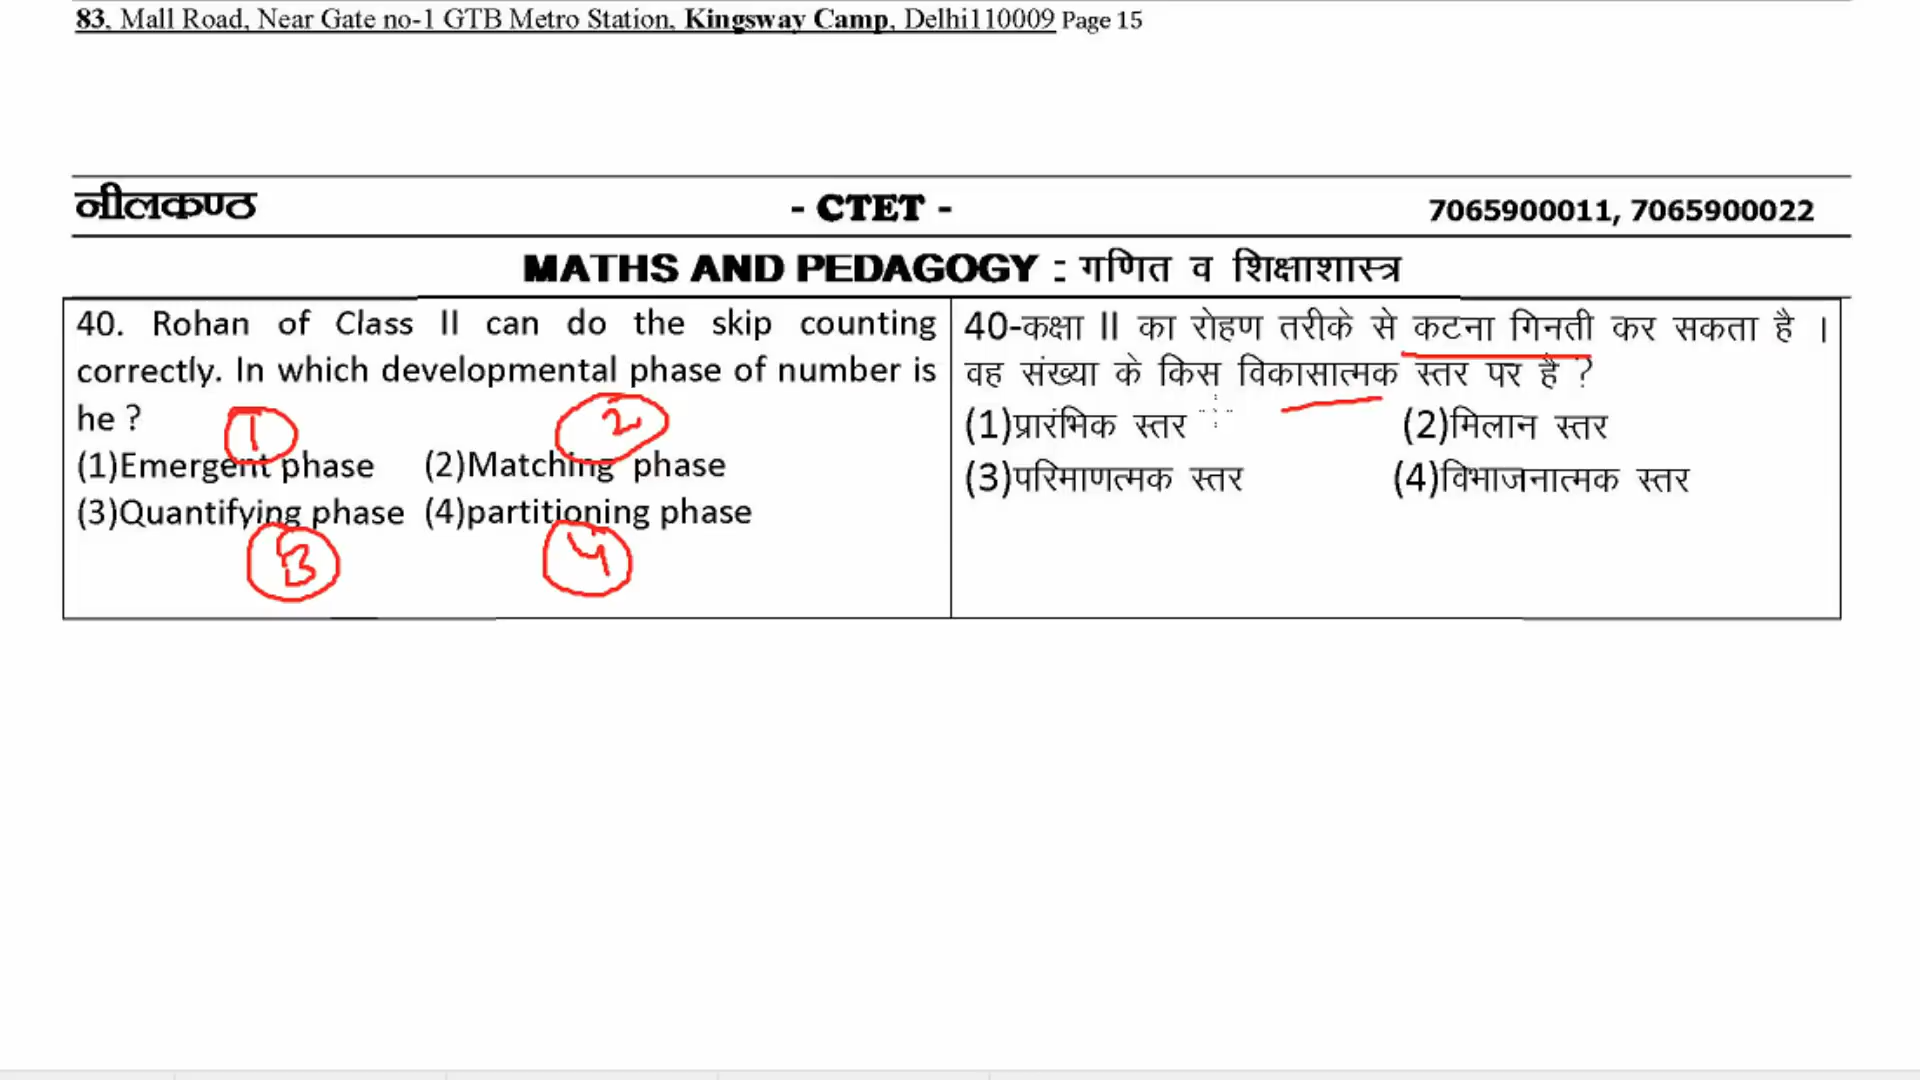 83, Mall Road, Near Gate no-1 GTB Metro Station, Kingsway Camp, Delhi110009 Page 15
नीलकण्ठ - CTET - 7065900011, 7065900022
MATHS AND PEDAGOGY : गणित व शिक्षाशास्त्र
40. Rohan of Class II can do the skip counting
correctly. In which developmental phase of number is
he ?
1 2
(1)Emergent phase (2)Matching phase
(3)Quantifying phase (4)partitioning phase
3 4
40-कक्षा II का रोहण तरीके से कटना गिनती कर सकता है ।
वह संख्या के किस विकासात्मक स्तर पर है ?
(1)प्रारंभिक स्तर (2)मिलान स्तर
(3)परिमाणत्मक स्तर (4)विभाजनात्मक स्तर